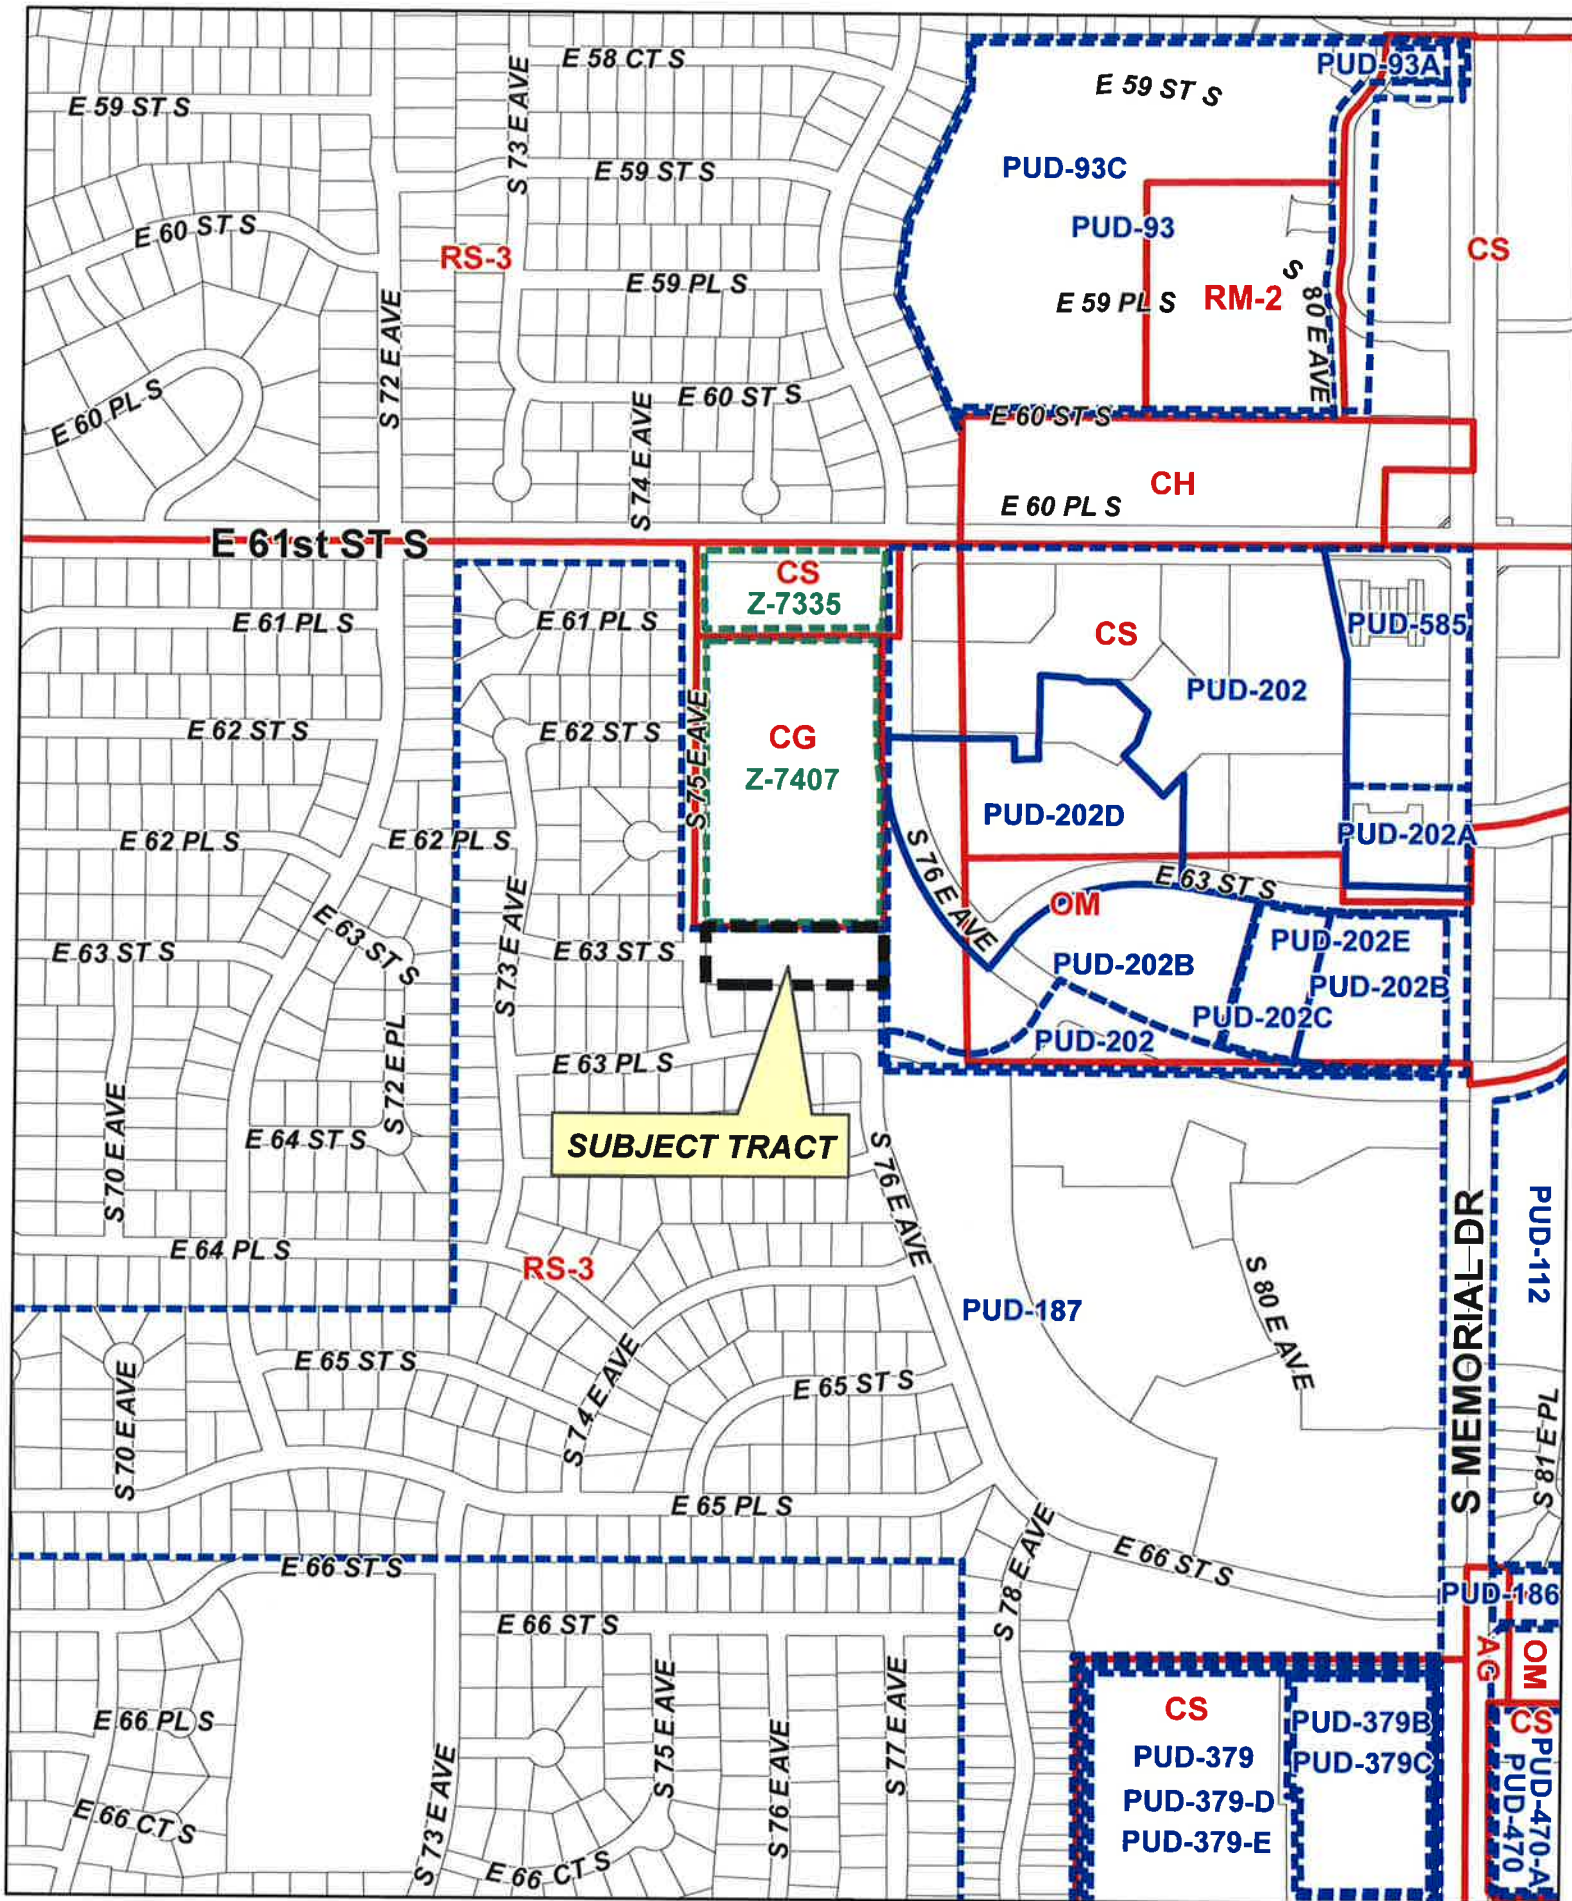 E 58 CT S
PUD-93A
E 59 ST S
E 59 ST S
S 73 E AVE
E 59 ST S
PUD-93C
E 60 ST S
PUD-93
RS-3
CS
E 59 PL S
E 59 PL S
RM-2
S 80 E AVE
S 72 E AVE
E 60 PL S
E 60 ST S
S 74 E AVE
E 60 ST S
CH
E 60 PL S
E 61st ST S
CS
Z-7335
E 61 PL S
E 61 PL S
CS
PUD-585
PUD-202
E 62 ST S
E 62 ST S
S 75 E AVE
CG
Z-7407
PUD-202D
E 62 PL S
E 62 PL S
PUD-202A
S 76 E AVE
E 63 ST S
OM
E 63 ST S
E 63 ST S
S 73 E AVE
E 63 ST S
PUD-202E
PUD-202B
PUD-202B
PUD-202C
PUD-202
S 72 E PL
E 63 PL S
S 70 E AVE
E 64 ST S
SUBJECT TRACT
S 76 E AVE
E 64 PL S
RS-3
PUD-187
S 80 E AVE
S MEMORIAL DR
PUD-112
E 65 ST S
S 74 E AVE
E 65 ST S
S 70 E AVE
S 81 E PL
E 65 PL S
S 78 E AVE
E 66 ST S
E 66 ST S
PUD-186
E 66 ST S
AG
OM
S 75 E AVE
S 77 E AVE
S 76 E AVE
E 66 PL S
CS
PUD-379
PUD-379-D
PUD-379-E
PUD-379B
PUD-379C
CS
PUD-470-A
PUD-470
S 73 E AVE
E 66 CT S
E 66 CT S